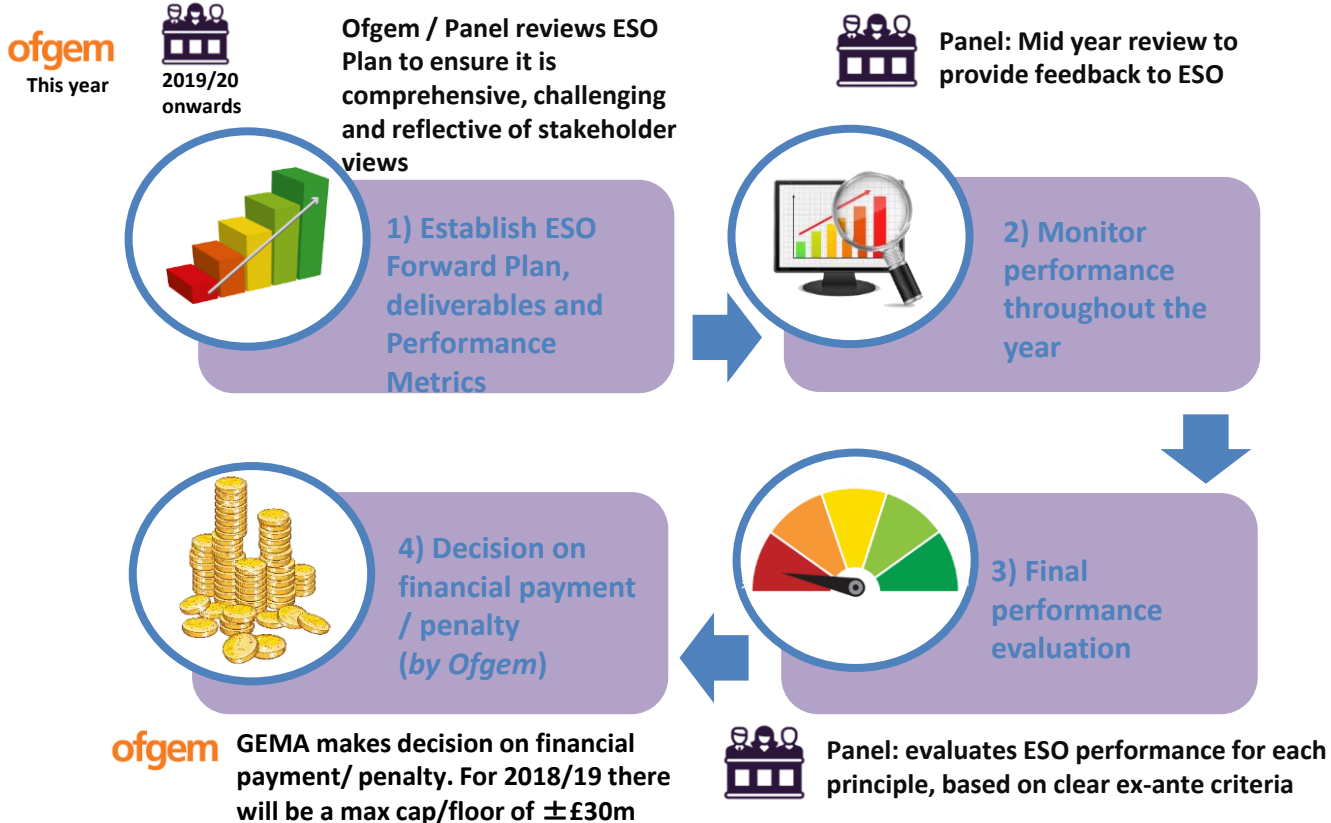 ofgem
This year
2019/20
onwards
Ofgem / Panel reviews ESO
Plan to ensure it is
comprehensive, challenging
and reflective of stakeholder
views
Panel: Mid year review to
provide feedback to ESO
1) Establish ESO
Forward Plan,
deliverables and
Performance
Metrics
2) Monitor
performance
throughout the
year
4) Decision on
financial payment
/ penalty
(by Ofgem)
3) Final
performance
evaluation
ofgem
GEMA makes decision on financial
payment/ penalty. For 2018/19 there
will be a max cap/floor of ±£30m
Panel: evaluates ESO performance for each
principle, based on clear ex-ante criteria